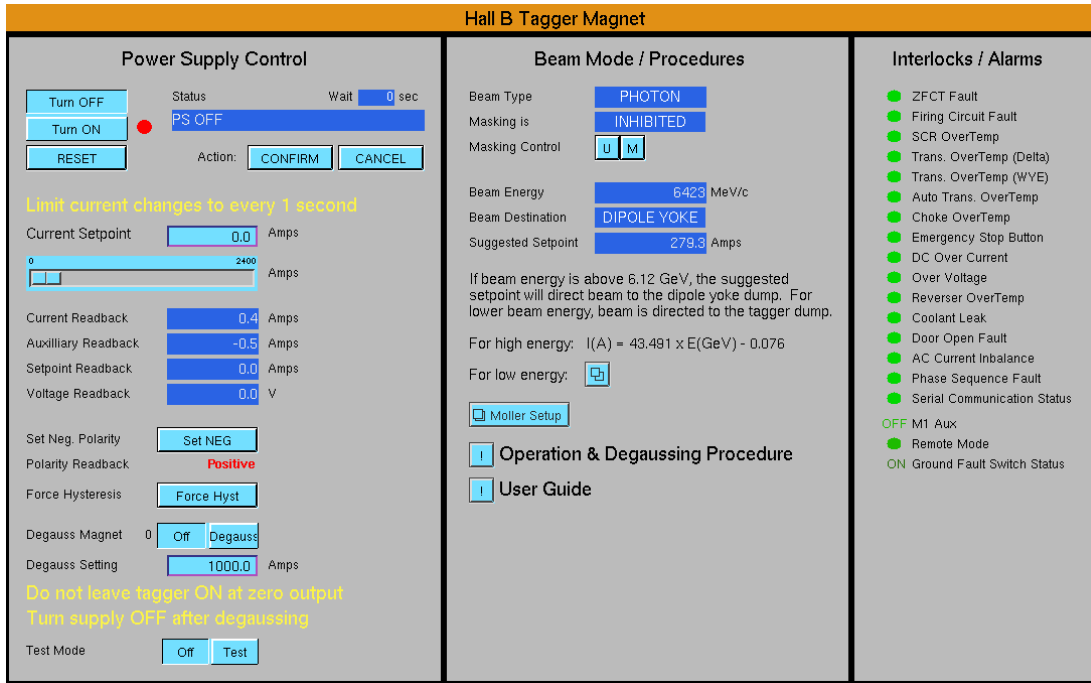 Hall B Tagger Magnet
Power Supply Control
Turn OFF
Status
Wait
0 sec
Turn ON
PS OFF
RESET
Action:
CONFIRM
CANCEL
Limit current changes to every 1 second
Current Setpoint 0.0 Amps
0
2400
Amps
Current Readback 0.4 Amps
Auxilliary Readback -0.5 Amps
Setpoint Readback 0.0 Amps
Voltage Readback 0.0 V
Set Neg. Polarity Set NEG
Polarity Readback Positive
Force Hysteresis Force Hyst
Degauss Magnet 0 Off Degauss
Degauss Setting 1000.0 Amps
Do not leave tagger ON at zero output
Turn supply OFF after degaussing
Test Mode Off Test
Beam Mode / Procedures
Beam Type PHOTON
Masking is INHIBITED
Masking Control U M
Beam Energy 6423 MeV/c
Beam Destination DIPOLE YOKE
Suggested Setpoint 279.3 Amps
If beam energy is above 6.12 GeV, the suggested
setpoint will direct beam to the dipole yoke dump. For
lower beam energy, beam is directed to the tagger dump.
For high energy: I(A) = 43.491 x E(GeV) - 0.076
For low energy:
Moller Setup
! Operation & Degaussing Procedure
! User Guide
Interlocks / Alarms
ZFCT Fault
Firing Circuit Fault
SCR OverTemp
Trans. OverTemp (Delta)
Trans. OverTemp (WYE)
Auto Trans. OverTemp
Choke OverTemp
Emergency Stop Button
DC Over Current
Over Voltage
Reverser OverTemp
Coolant Leak
Door Open Fault
AC Current Inbalance
Phase Sequence Fault
Serial Communication Status
OFF M1 Aux
Remote Mode
ON Ground Fault Switch Status